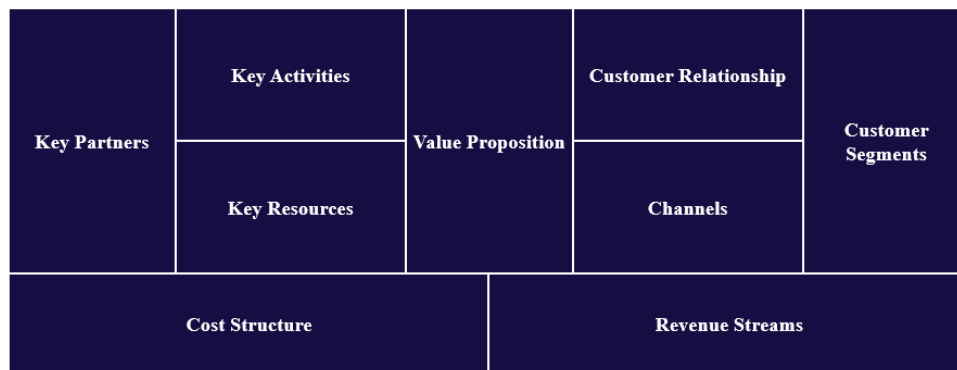 Key Partners
Key Activities
Key Resources
Value Proposition
Customer Relationship
Channels
Customer
Segments
Cost Structure
Revenue Streams